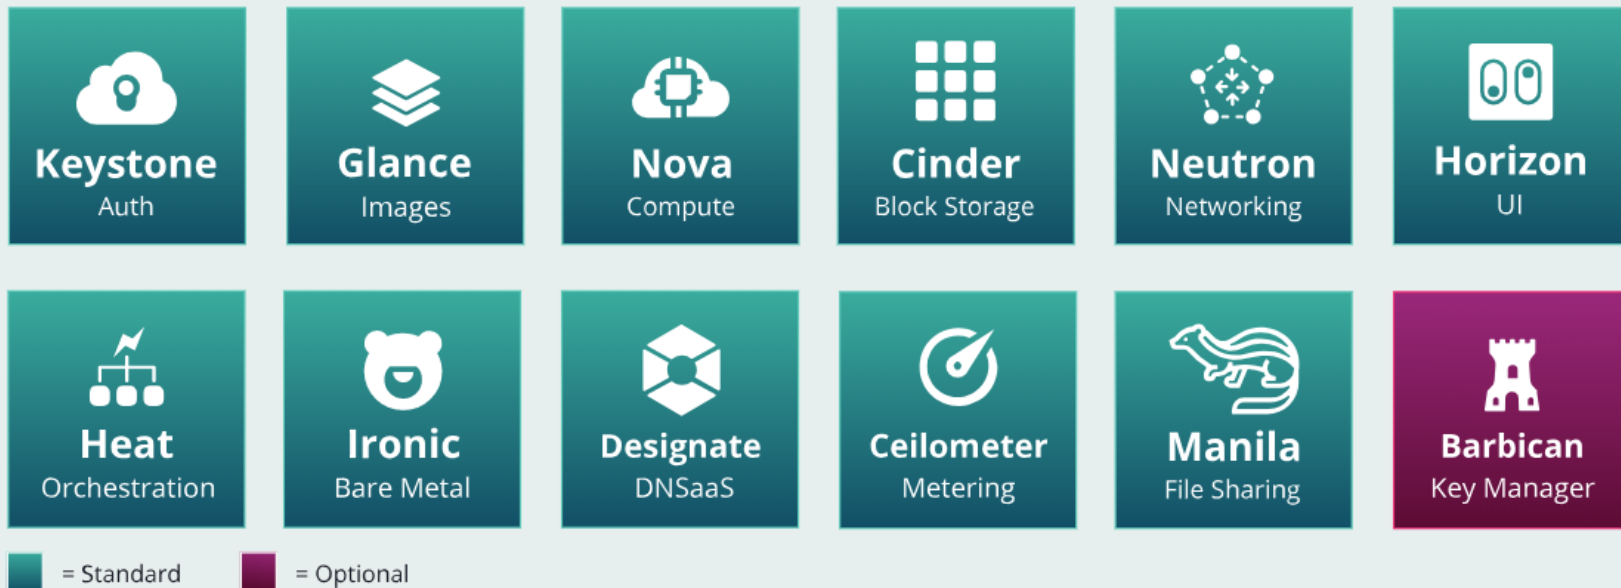 Keystone
Auth
Glance
Images
Nova
Compute
Cinder
Block Storage
Neutron
Networking
Horizon
UI
Heat
Orchestration
Ironic
Bare Metal
Designate
DNSaaS
Ceilometer
Metering
Manila
File Sharing
Barbican
Key Manager
= Standard
= Optional